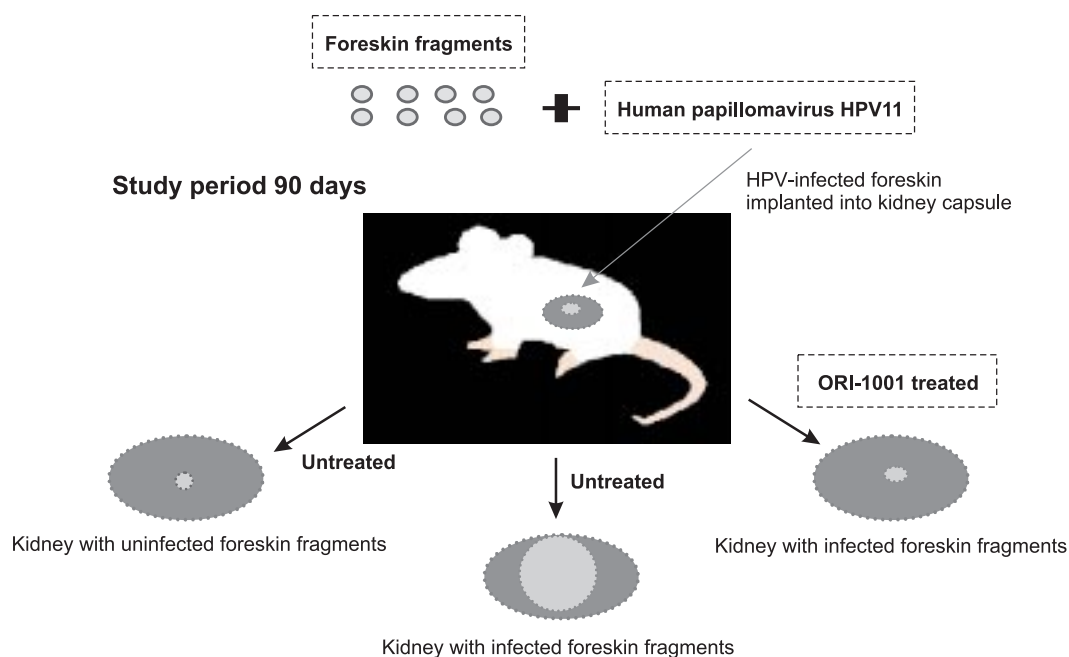 Foreskin fragments
Human papillomavirus HPV11
Study period 90 days
HPV-infected foreskin
implanted into kidney capsule
ORI-1001 treated
Untreated
Untreated
Kidney with uninfected foreskin fragments
Kidney with infected foreskin fragments
Kidney with infected foreskin fragments